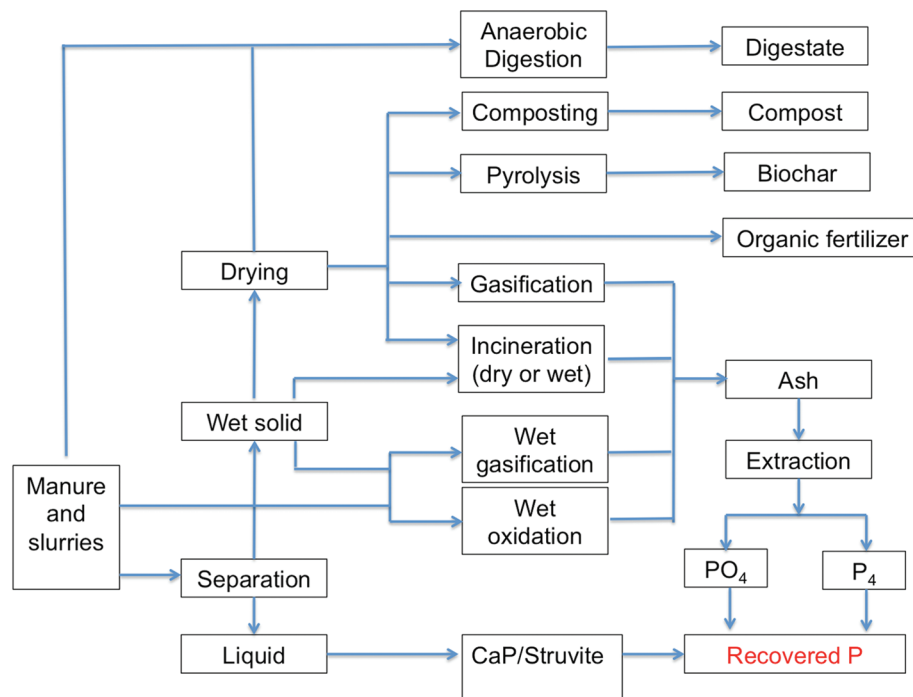 Anaerobic
Digestion
Digestate
Composting
Compost
Pyrolysis
Biochar
Organic fertilizer
Drying
Gasification
Incineration
(dry or wet)
Ash
Wet solid
Wet
gasification
Extraction
Manure
and
slurries
Wet
oxidation
Separation
PO₄
P₄
Liquid
CaP/Struvite
Recovered P